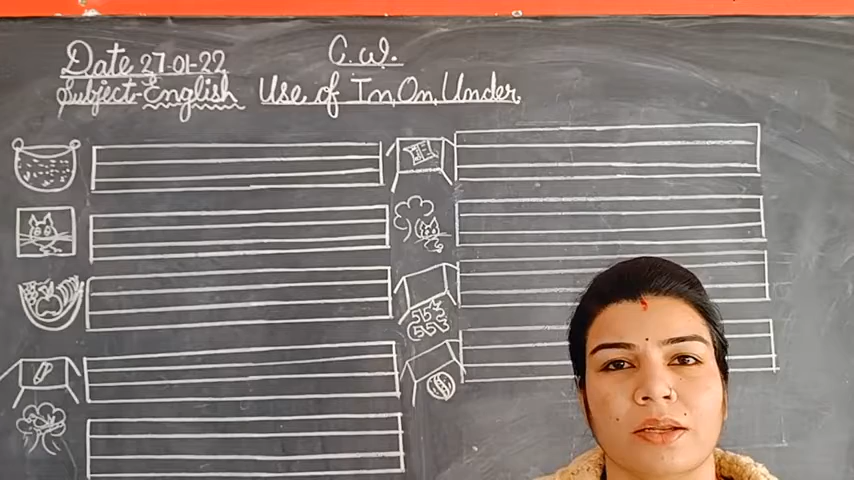 Date 27-01-22
C.W.
Subject-English
Use of In, On, Under